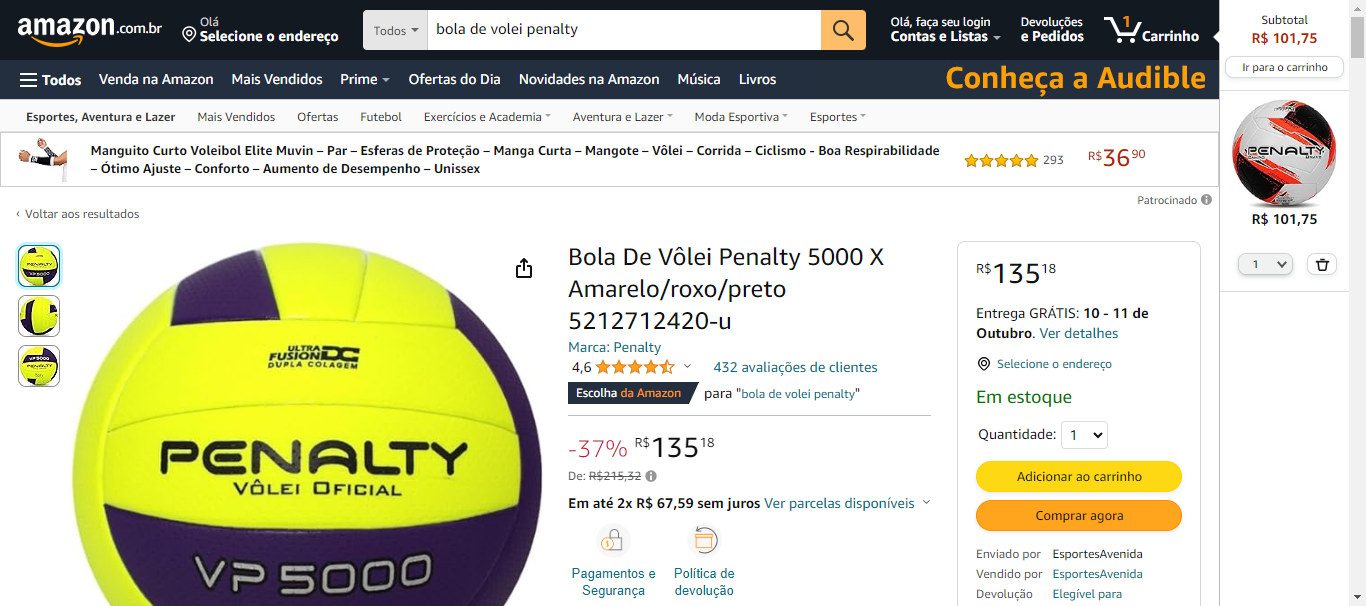 amazon.com.br
Olá
Selecione o endereço
Todos
bola de volei penalty
Olá, faça seu login
Contas e Listas
Devoluções
e Pedidos
1
Carrinho
Subtotal
R$ 101,75
Ir para o carrinho
Todos
Venda na Amazon
Mais Vendidos
Prime
Ofertas do Dia
Novidades na Amazon
Música
Livros
Conheça a Audible
Esportes, Aventura e Lazer
Mais Vendidos
Ofertas
Futebol
Exercícios e Academia
Aventura e Lazer
Moda Esportiva
Esportes
Manguito Curto Voleibol Elite Muvin – Par – Esferas de Proteção – Manga Curta – Mangote – Vôlei – Corrida – Ciclismo - Boa Respirabilidade
– Ótimo Ajuste – Conforto – Aumento de Desempenho – Unissex
293
R$3690
Patrocinado
PENALTY
R$ 101,75
1
‹ Voltar aos resultados
PENALTY
VP5000
VP 5000
PENALTY
ULTRA
FUSION DC
DUPLA COLAGEM
PENALTY
VÔLEI OFICIAL
VP 5000
Bola De Vôlei Penalty 5000 X
Amarelo/roxo/preto
5212712420-u
Marca: Penalty
4,6
432 avaliações de clientes
Escolha da Amazon
para "bola de volei penalty"
-37% R$13518
De: R$215,32
Em até 2x R$ 67,59 sem juros Ver parcelas disponíveis
Pagamentos e
Segurança
Política de
devolução
R$13518
Entrega GRÁTIS: 10 - 11 de
Outubro. Ver detalhes
Selecione o endereço
Em estoque
Quantidade: 1
Adicionar ao carrinho
Comprar agora
Enviado por EsportesAvenida
Vendido por EsportesAvenida
Devolução Elegível para